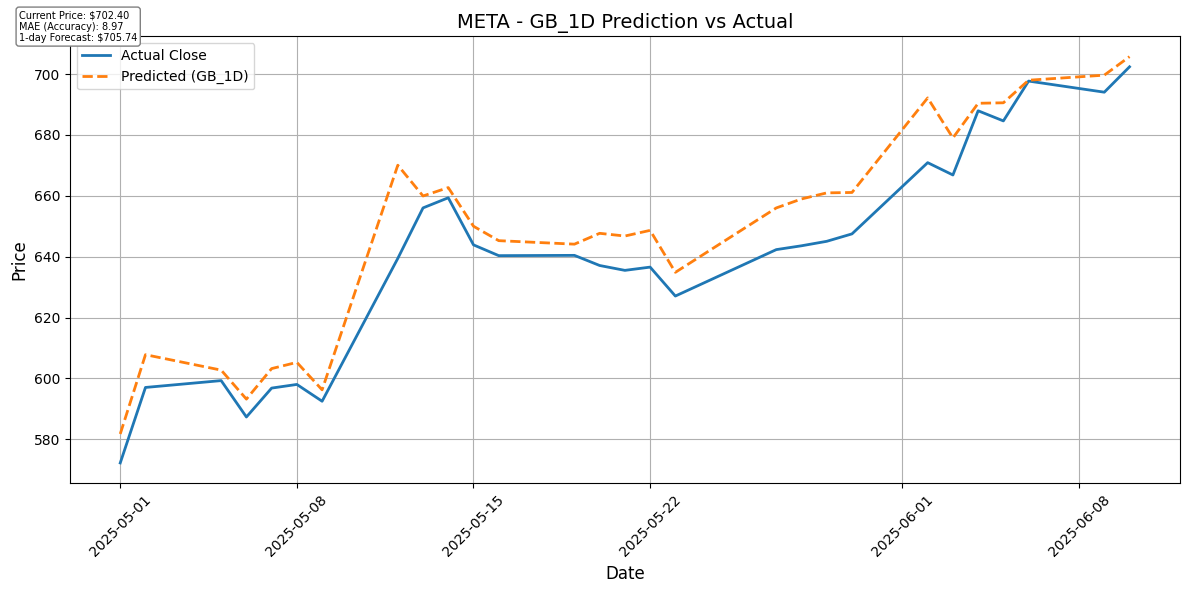 META - GB_1D Prediction vs Actual
Current Price: $702.40
MAE (Accuracy): 8.97
1-day Forecast: $705.74
Actual Close
Predicted (GB_1D)
Price
700
680
660
640
620
600
580
2025-05-01
2025-05-08
2025-05-15
2025-05-22
2025-06-01
2025-06-08
Date